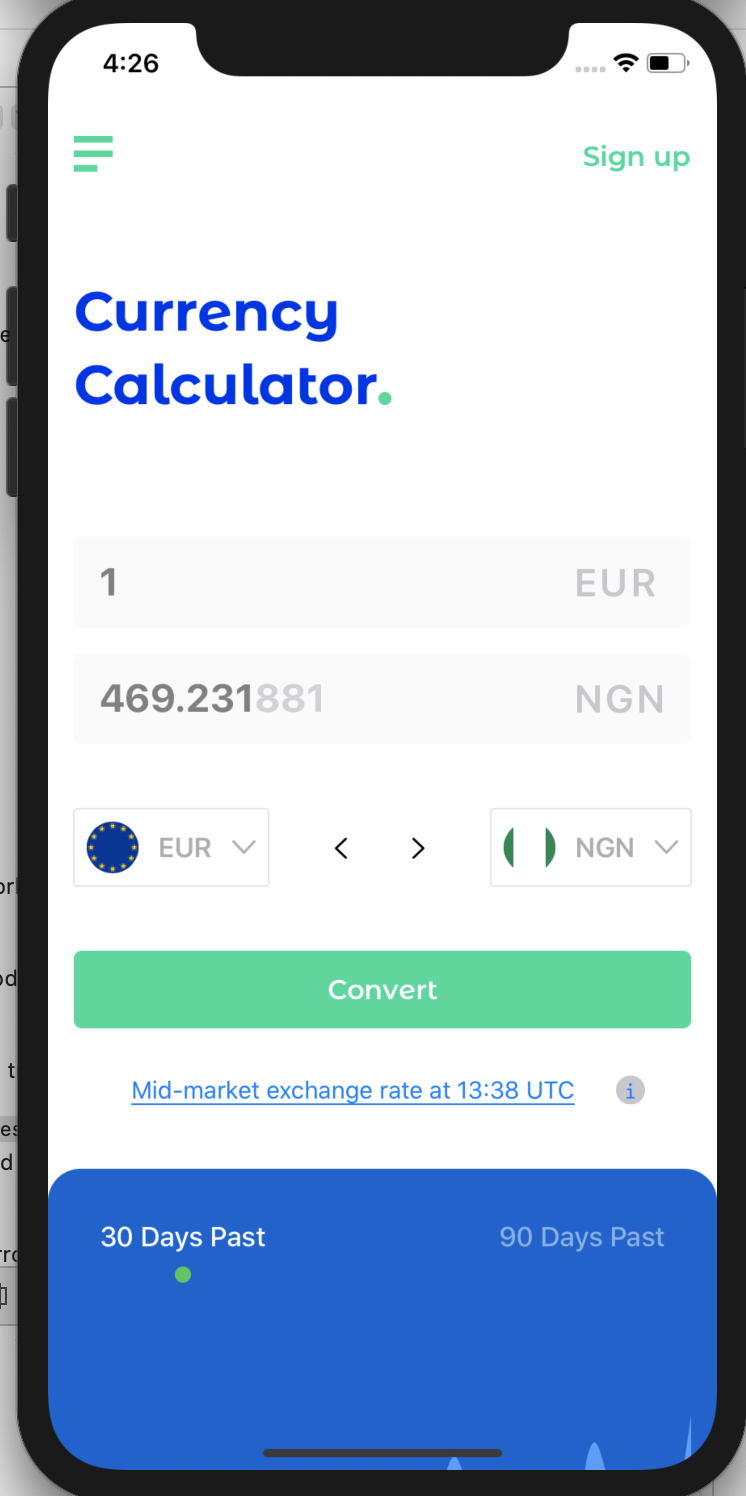 4:26
Sign up
Currency
Calculator.
1 EUR
469.231881 NGN
EUR < > NGN
Convert
Mid-market exchange rate at 13:38 UTC i
30 Days Past 90 Days Past